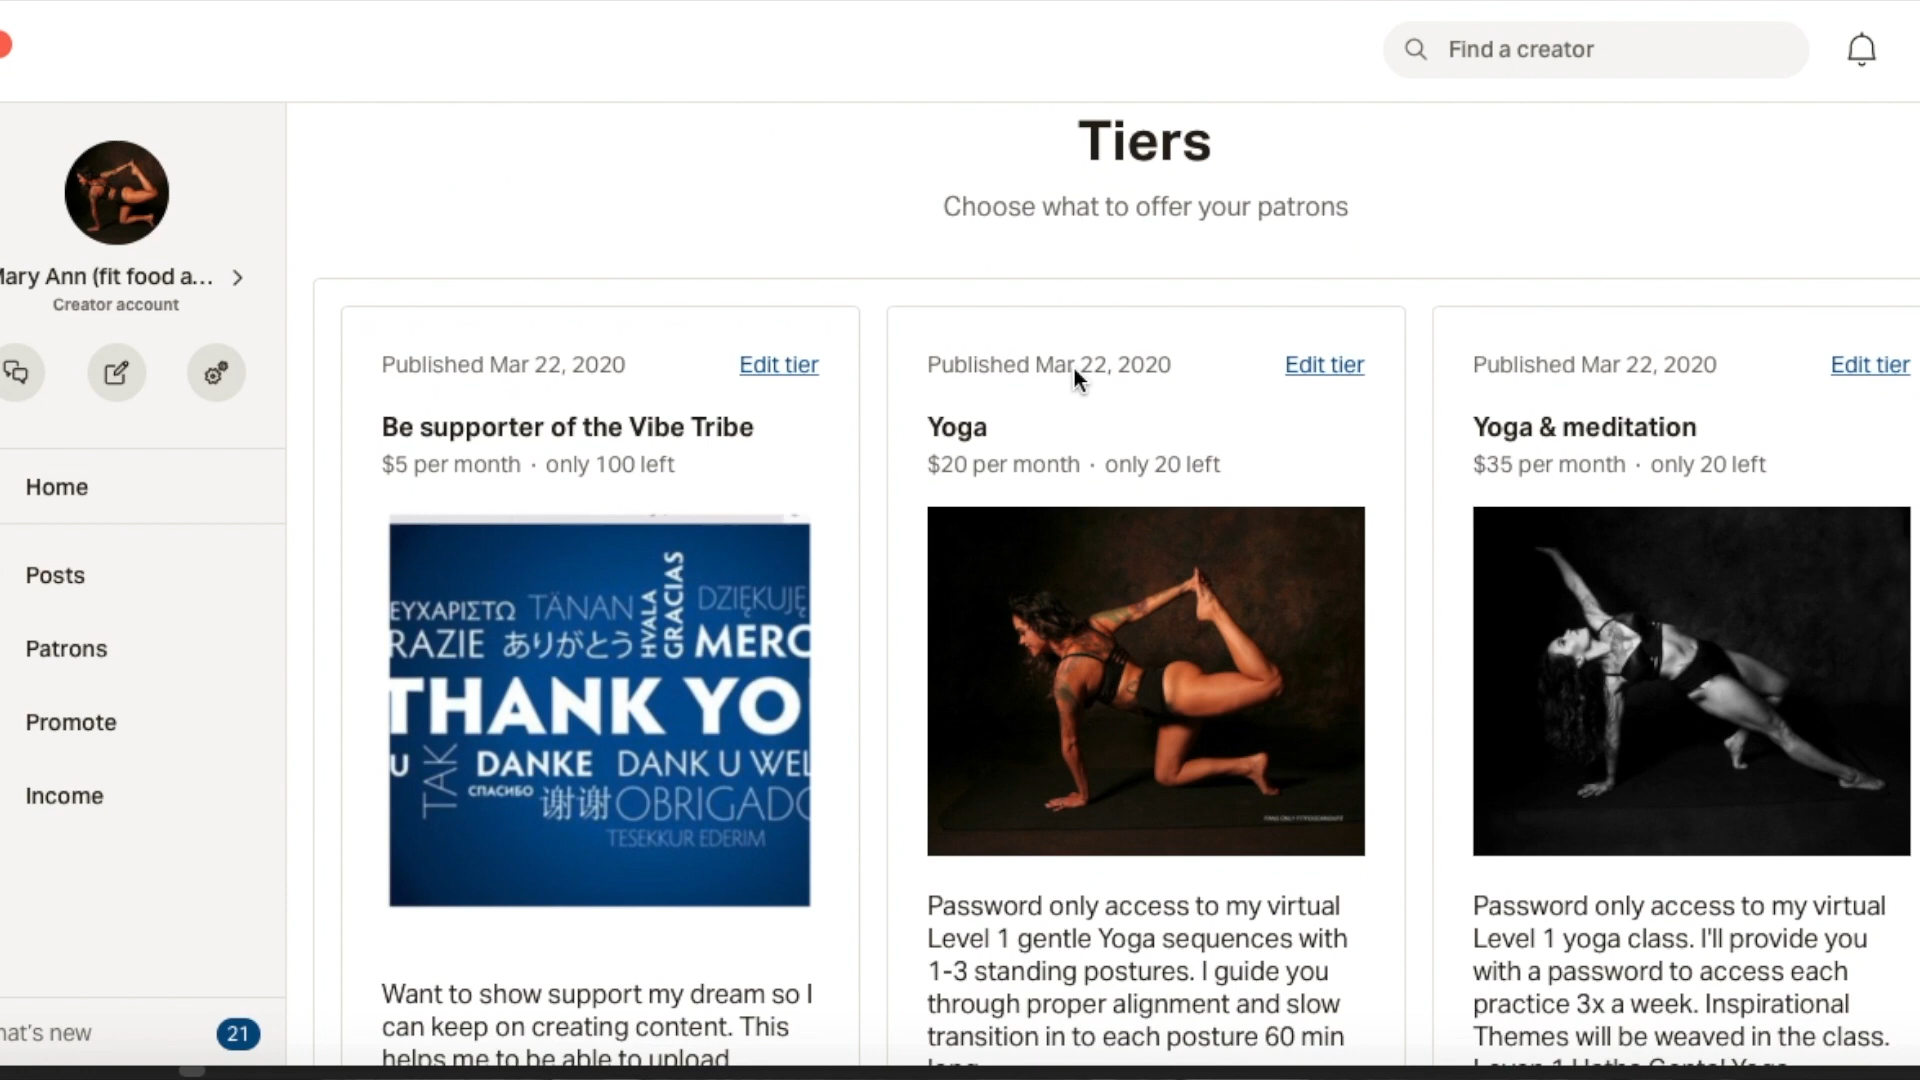 Find a creator
Tiers
Choose what to offer your patrons
Mary Ann (fit food a...
Creator account
Home
Posts
Patrons
Promote
Income
hat's new
21
Published Mar 22, 2020
Edit tier
Be supporter of the Vibe Tribe
$5 per month · only 100 left
ΕΥΧΑΡΙΣΤΩ TÄNAN HVALA GRACIAS DZIĘKUJĘ
RAZIE ありがとう MERC
THANK YO
U TAK DANKE DANK U WEL
СПАСИБО 谢谢 OBRIGADO
TESEKKUR EDERIM
Want to show support my dream so I
can keep on creating content. This
helps me to be able to upload
Published Mar 22, 2020
Edit tier
Yoga
$20 per month · only 20 left
Password only access to my virtual
Level 1 gentle Yoga sequences with
1-3 standing postures. I guide you
through proper alignment and slow
transition in to each posture 60 min
long
Published Mar 22, 2020
Edit tier
Yoga & meditation
$35 per month · only 20 left
Password only access to my virtual
Level 1 yoga class. I'll provide you
with a password to access each
practice 3x a week. Inspirational
Themes will be weaved in the class.